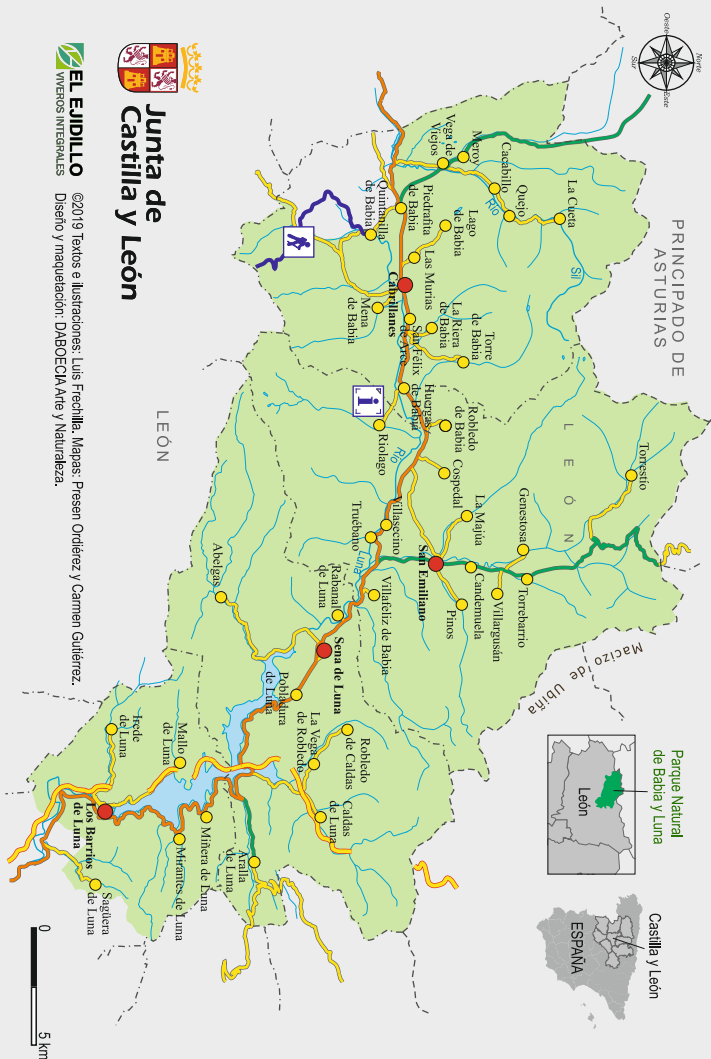 Norte
Oeste
Este
Sur
PRINCIPADO DE
ASTURIAS
La Cueta
Quejo
Cacabillo
Meroy
Vega de
Viejos
Río
Sil
Lago
de Babia
Piedrafita
de Babia
Quintanilla
de Babia
Las Murias
Cabrillanes
Mena
de Babia
La Riera
de Babia
San Félix
de Arce
Torre
de Babia
Huergas
de Babia
Robledo
de Babia
Riolago
Río
Luna
Cospedal
La Majúa
Torrestío
Genestosa
LEÓN
Torrebarrio
Villargusán
Candemuela
San Emiliano
Pinos
Villasecino
Truébano
Villafeliz de Babia
Rabanal
de Luna
Abelgas
Sena de Luna
Pobladura
de Luna
Macizo de Ubiña
La Vega
de Robledo
Robledo
de Caldas
Caldas
de Luna
Aralla
de Luna
Mallo
de Luna
Irede
de Luna
Miñera de Luna
Mirantes de Luna
Los Barrios
de Luna
Sagüera
de Luna
LEÓN
i
Parque Natural
de Babia y Luna
León
Castilla y León
ESPAÑA
0
5 km
Junta de
Castilla y León
EL EJIDILLO
VIVEROS INTEGRALES
©2019 Textos e ilustraciones: Luis Frechilla. Mapas: Presen Ordiérez y Carmen Gutiérrez.
Diseño y maquetación: DABOECIA Arte y Naturaleza.